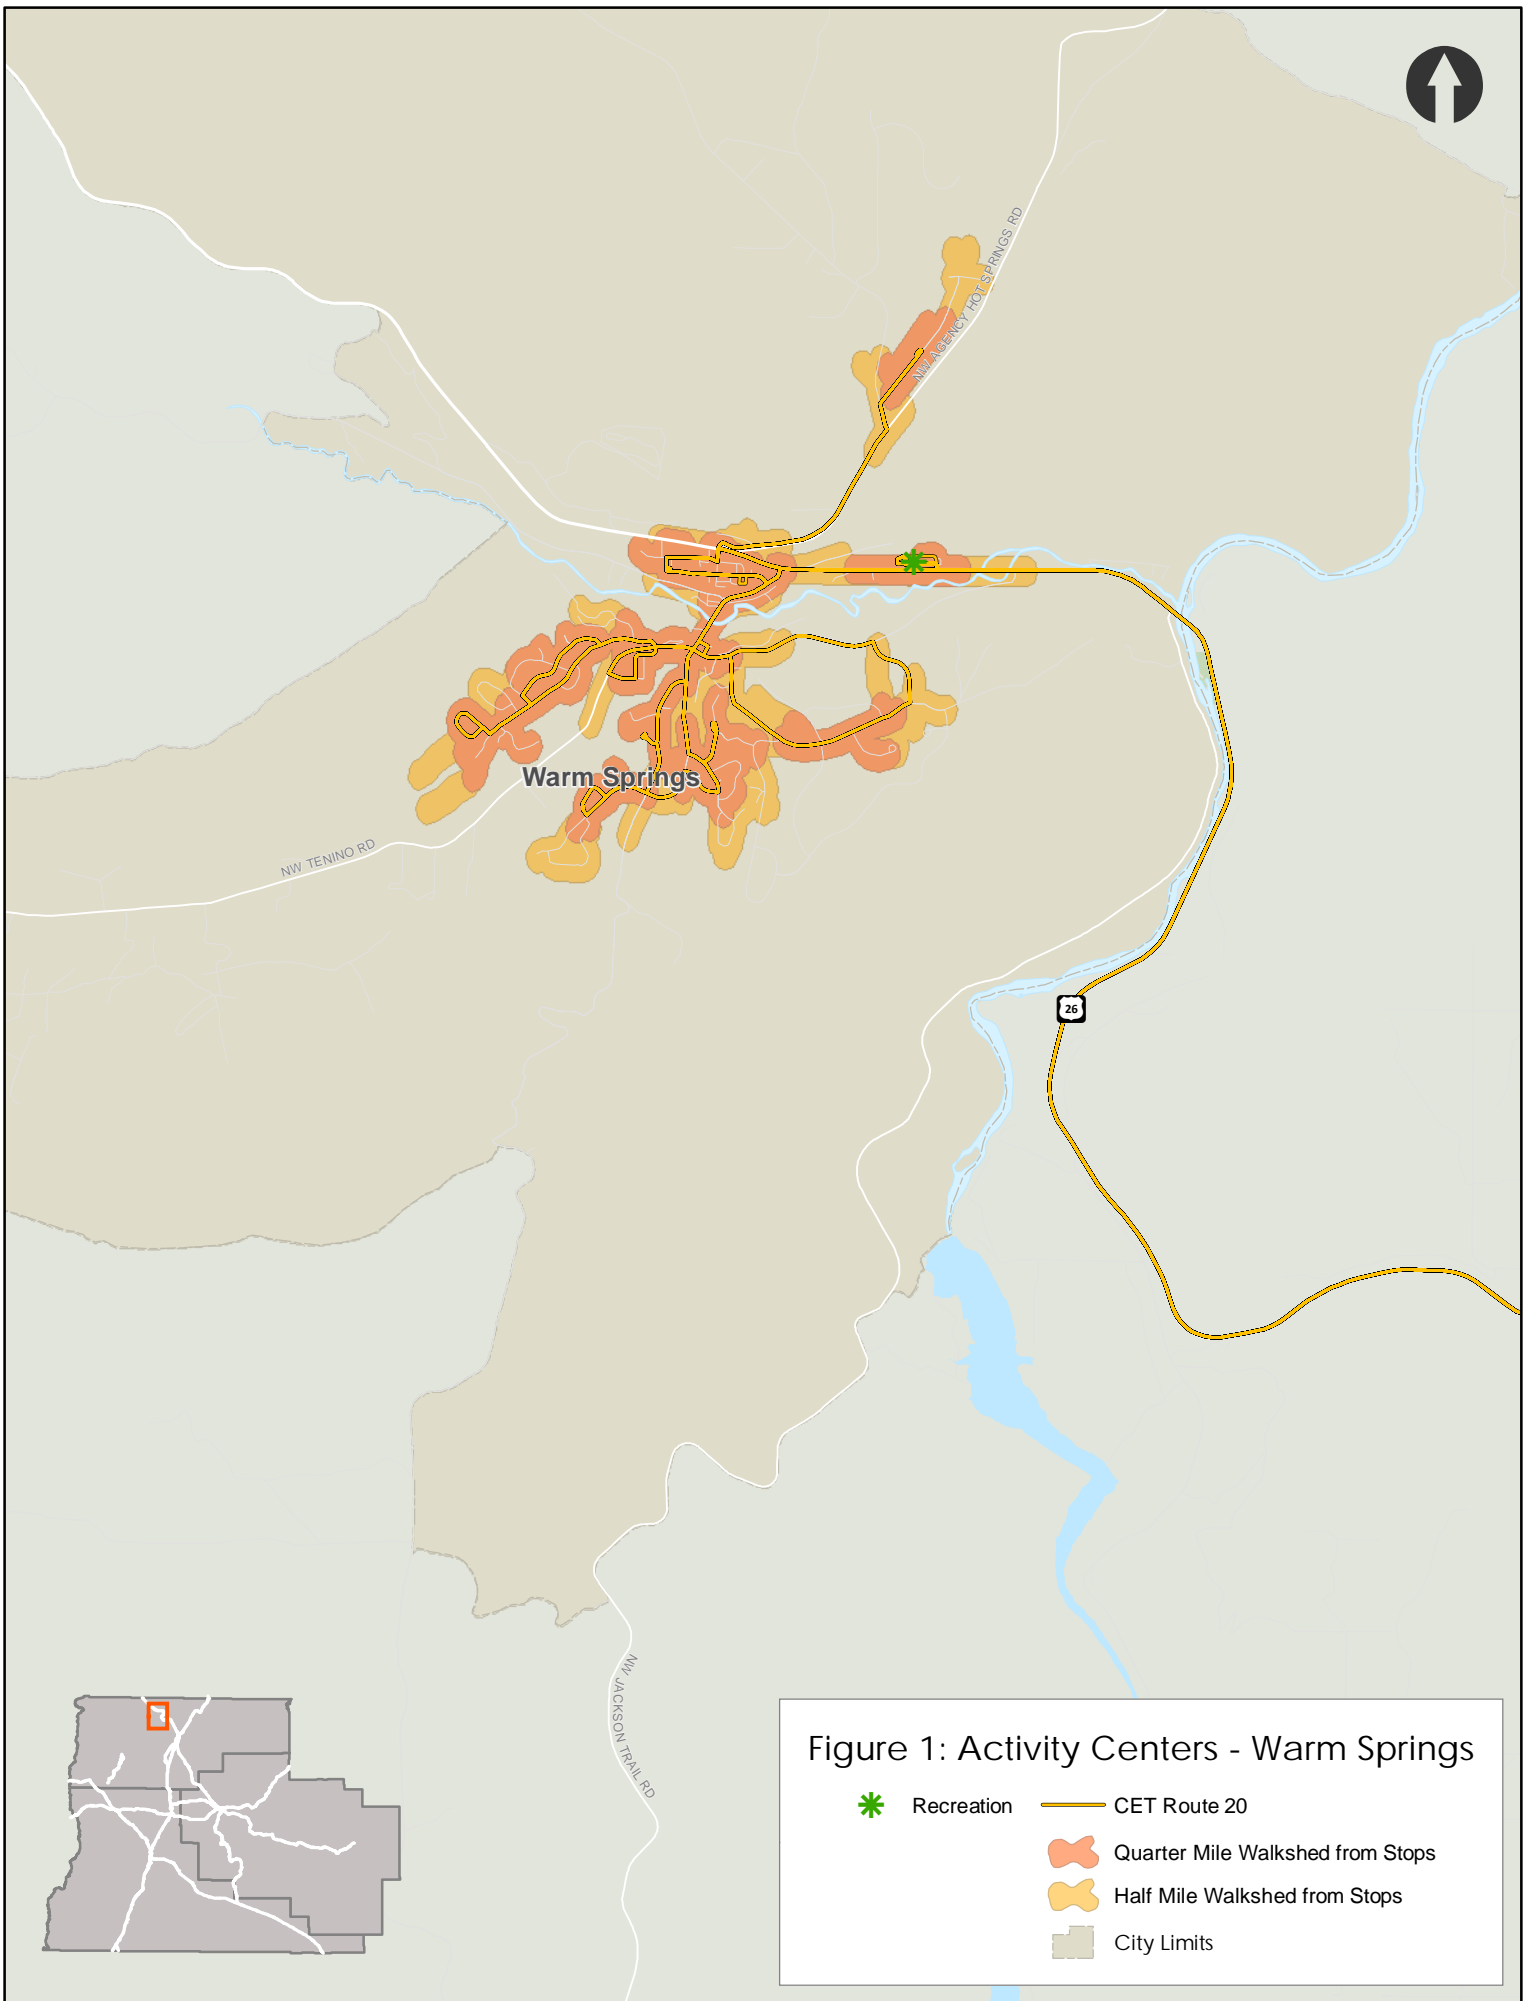 NW AGENCY HOT SPRINGS RD
Warm Springs
NW TENINO RD
26
NW JACKSON TRAIL RD
Figure 1: Activity Centers - Warm Springs
Recreation
CET Route 20
Quarter Mile Walkshed from Stops
Half Mile Walkshed from Stops
City Limits